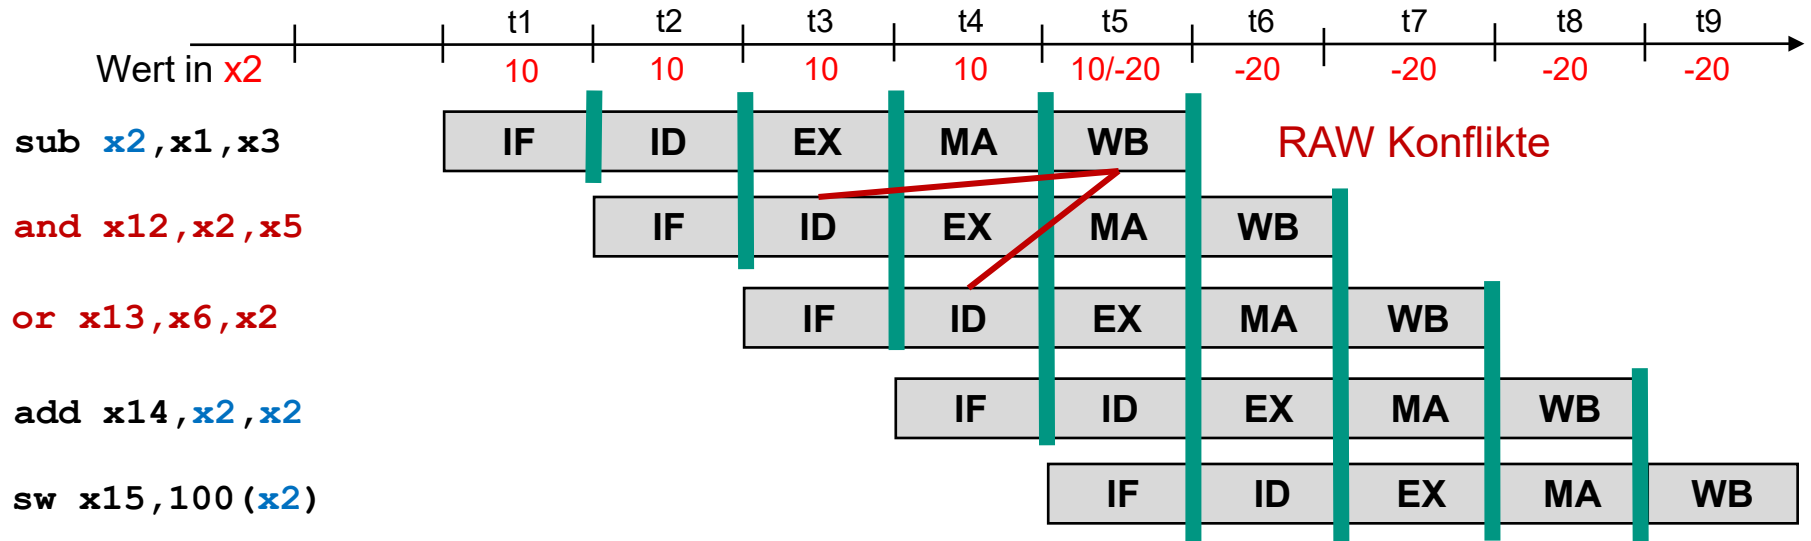 t1 t2 t3 t4 t5 t6 t7 t8 t9
Wert in x2 10 10 10 10 10/-20 -20 -20 -20 -20
sub x2,x1,x3 IF ID EX MA WB RAW Konflikte
and x12,x2,x5 IF ID EX MA WB
or x13,x6,x2 IF ID EX MA WB
add x14,x2,x2 IF ID EX MA WB
sw x15,100(x2) IF ID EX MA WB